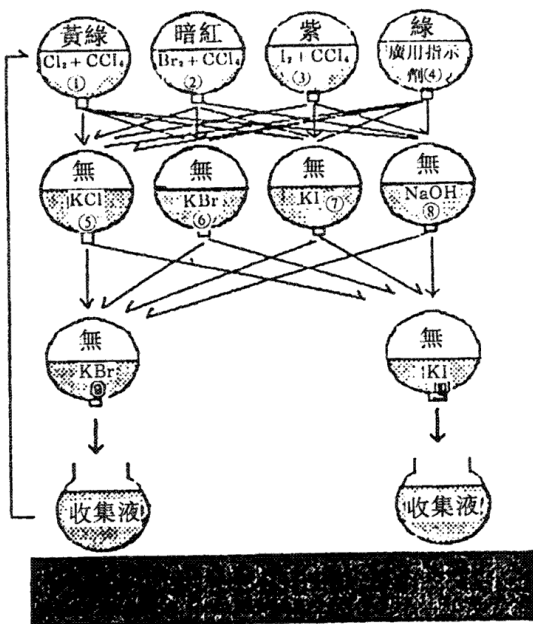 黃綠
Cl₂+CCl₄
①
暗紅
Br₂+CCl₄
②
紫
I₂+CCl₄
③
綠
廣用指示
劑④
無
KCl
⑤
無
KBr
⑥
無
KI ⑦
無
NaOH
⑧
無
KBr
⑨
無
KI
收集液
收集液